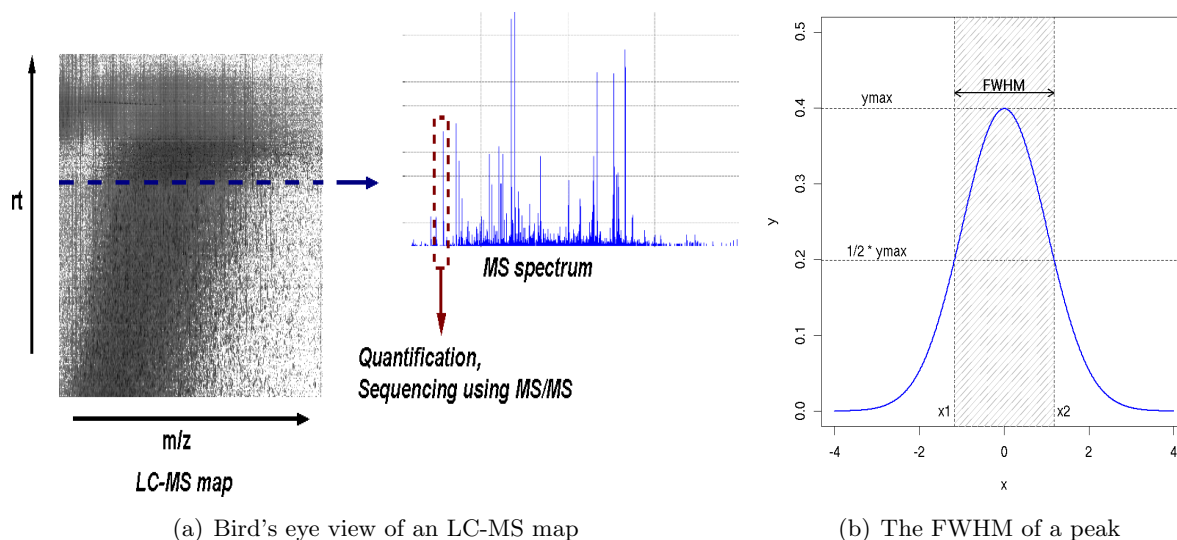 rt
m/z
LC-MS map
MS spectrum
Quantification,
Sequencing using MS/MS
(a) Bird's eye view of an LC-MS map
0.5
0.4
0.3
0.2
0.1
0.0
y
ymax
FWHM
1/2 * ymax
x1
x2
-4
-2
0
2
4
x
(b) The FWHM of a peak